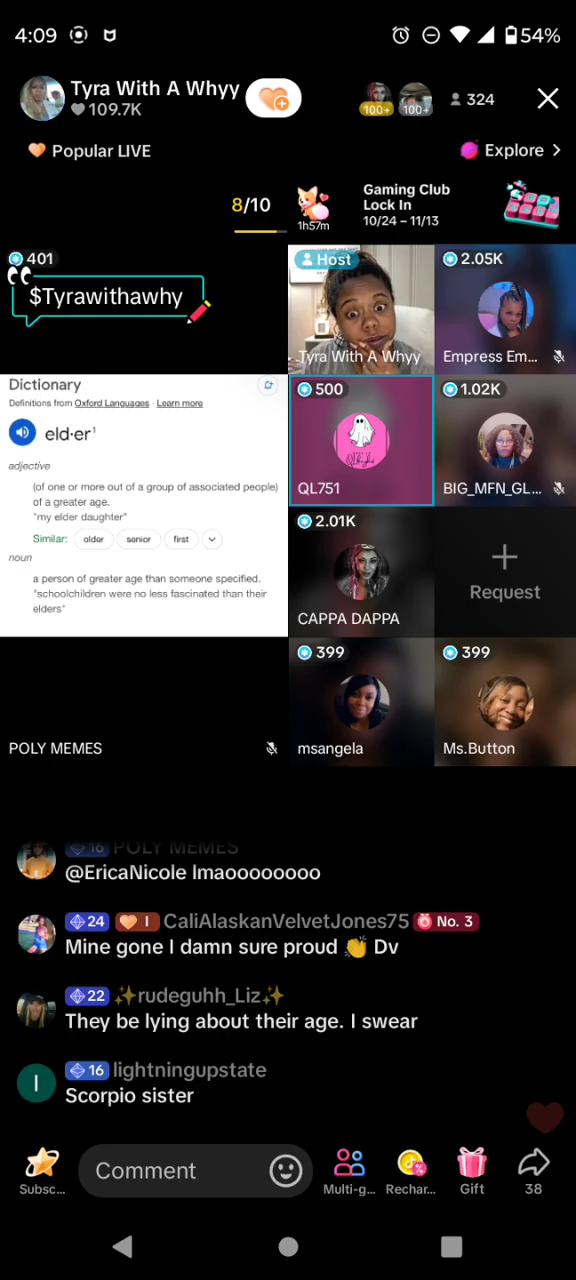 4:09
54%
Tyra With A Whyy
109.7K
100+
100+
324
Popular LIVE
Explore >
8/10
1h57m
Gaming Club
Lock In
10/24 – 11/13
401
$Tyrawithawhy
Host
Tyra With A Whyy
2.05K
Empress Em...
Dictionary
Definitions from Oxford Languages · Learn more
eld·er1
adjective
(of one or more out of a group of associated people)
of a greater age.
"my elder daughter"
Similar: older senior first
noun
a person of greater age than someone specified.
"schoolchildren were no less fascinated than their
elders"
POLY MEMES
500
QL751
1.02K
BIG_MFN_GL...
2.01K
CAPPA DAPPA
+
Request
399
msangela
399
Ms.Button
16 POLY MEMES
@EricaNicole lmaoooooooo
24 I CaliAlaskanVelvetJones75 No. 3
Mine gone I damn sure proud 👏 Dv
22 ✨rudeguhh_Liz✨
They be lying about their age. I swear
16 lightningupstate
l
Scorpio sister
Subsc...
Comment
Multi-g...
Rechar...
Gift
38